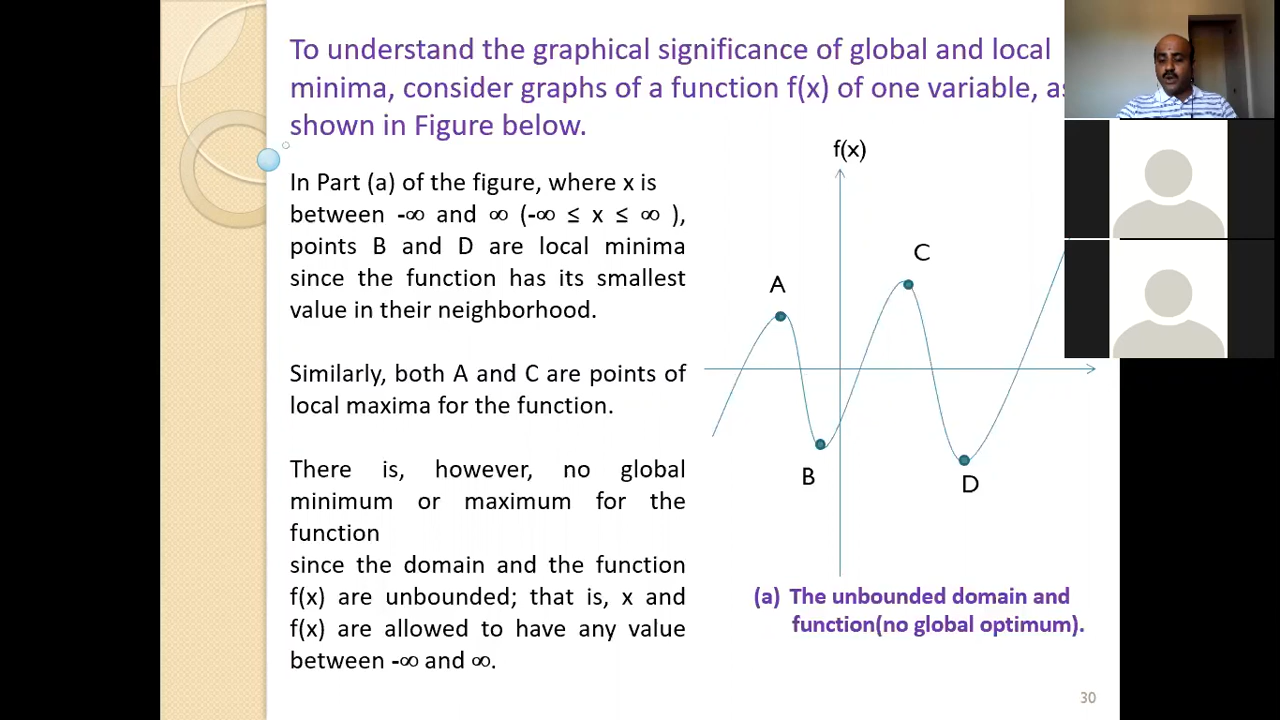 To understand the graphical significance of global and local
minima, consider graphs of a function f(x) of one variable, as
shown in Figure below.
In Part (a) of the figure, where x is
between -∞ and ∞ (-∞ ≤ x ≤ ∞ ),
points B and D are local minima
since the function has its smallest
value in their neighborhood.
Similarly, both A and C are points of
local maxima for the function.
There is, however, no global
minimum or maximum for the
function
since the domain and the function
f(x) are unbounded; that is, x and
f(x) are allowed to have any value
between -∞ and ∞.
f(x)
C
A
B
D
(a) The unbounded domain and
function(no global optimum).
30